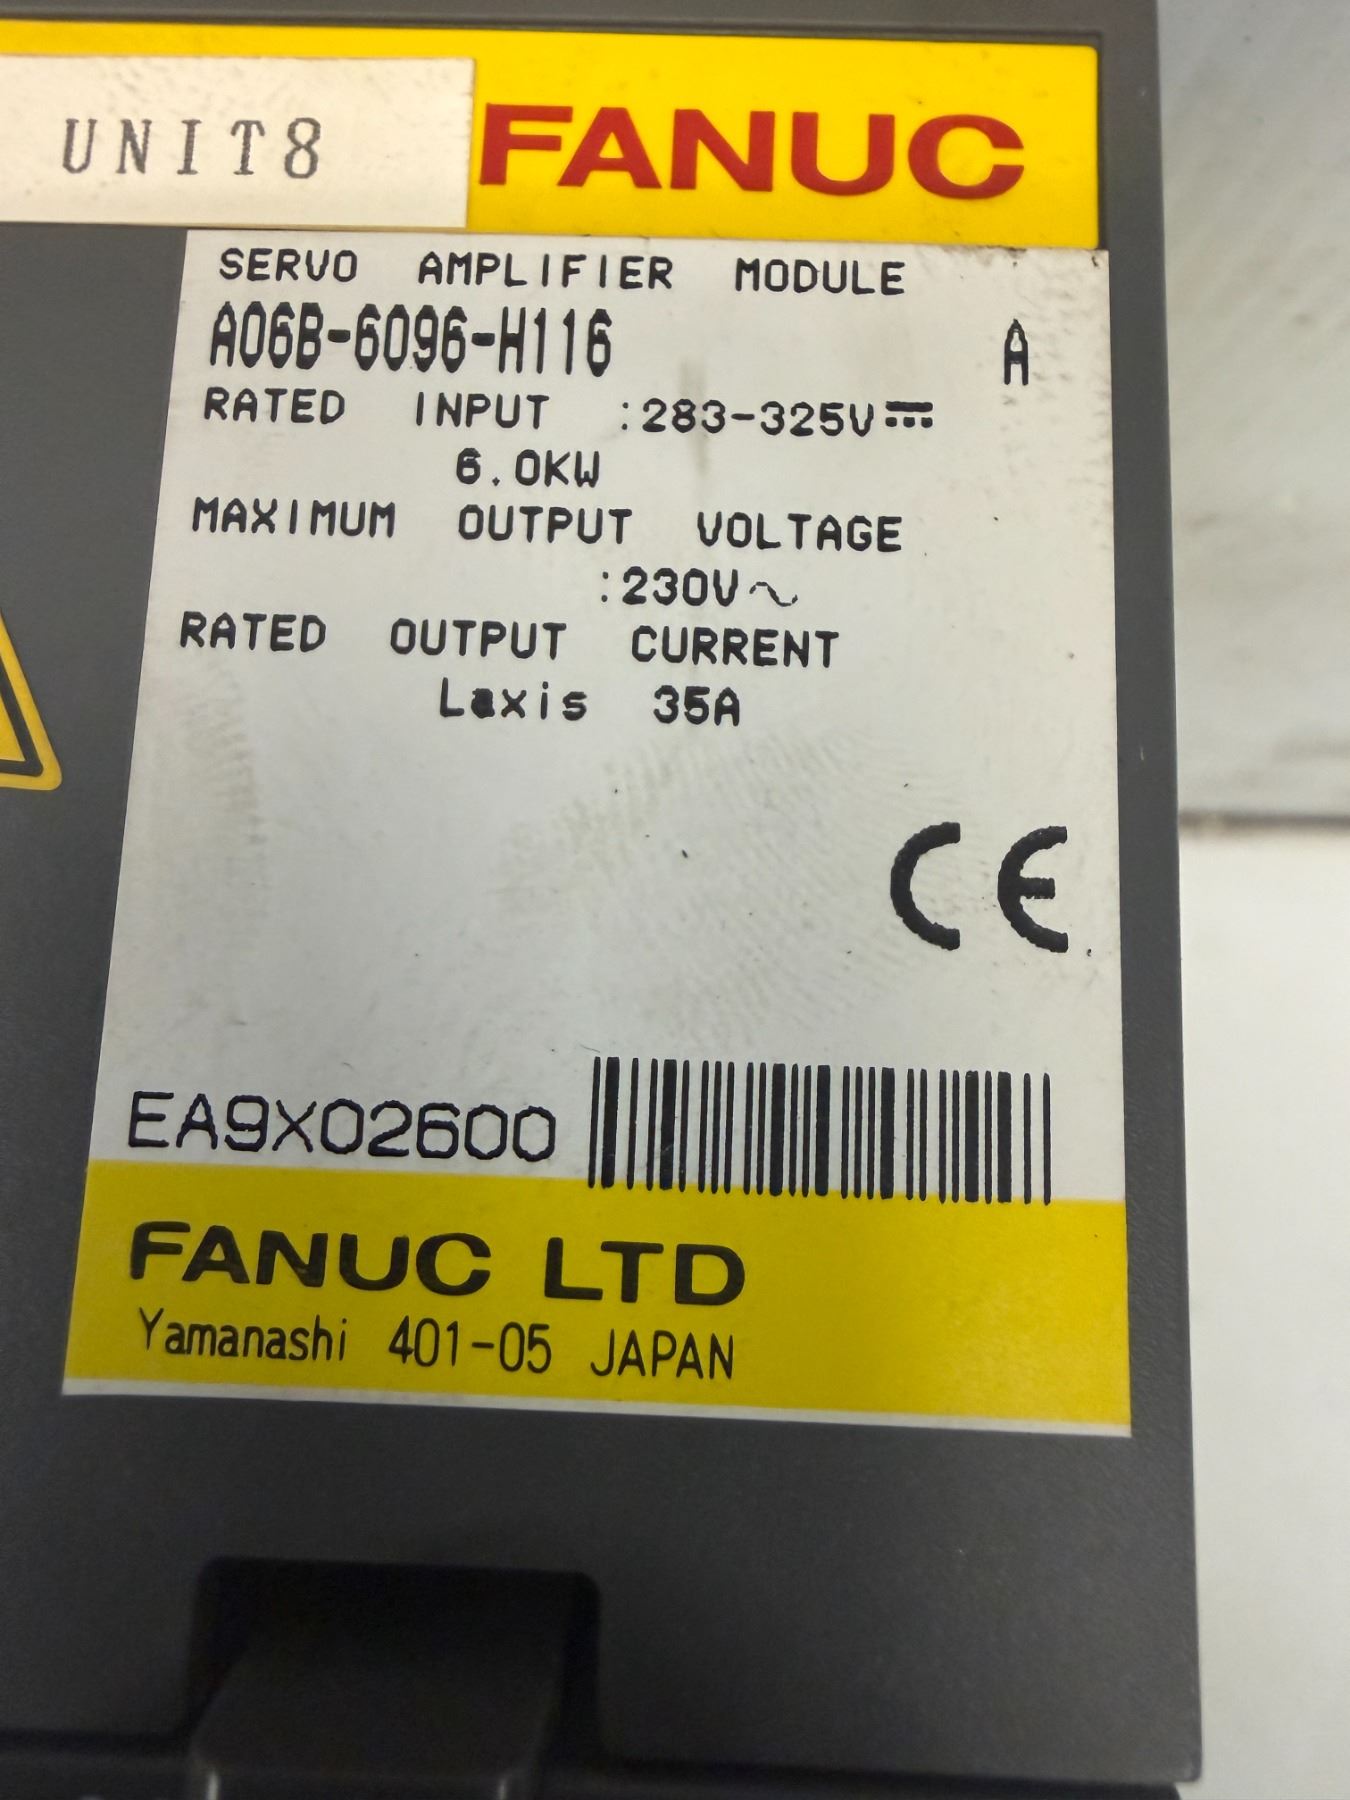 UNIT8
FANUC
SERVO AMPLIFIER MODULE
A06B-6096-H116 A
RATED INPUT :283-325V⎓
6.0KW
MAXIMUM OUTPUT VOLTAGE
:230V~
RATED OUTPUT CURRENT
Laxis 35A
CE
EA9X02600
FANUC LTD
Yamanashi 401-05 JAPAN